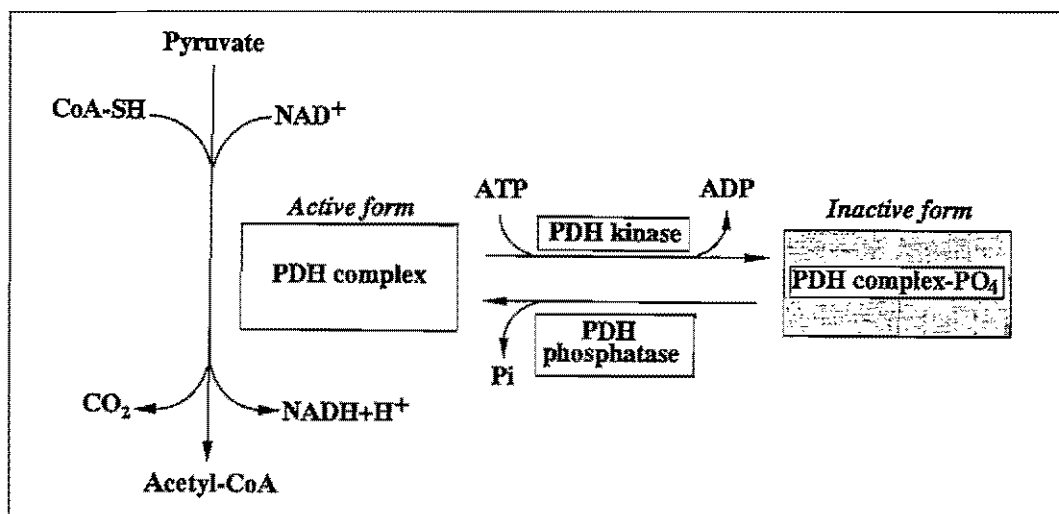 Pyruvate
CoA-SH
NAD⁺
ATP
ADP
Active form
PDH kinase
Inactive form
PDH complex
PDH complex-PO₄
PDH
phosphatase
Pi
CO₂
NADH+H⁺
Acetyl-CoA